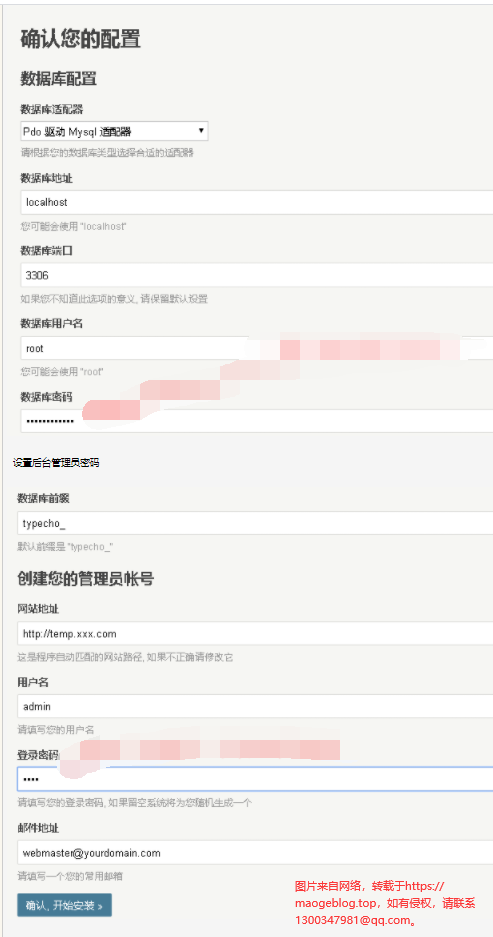 确认您的配置
数据库配置
数据库适配器
Pdo 驱动 Mysql 适配器
请根据您的数据库类型选择合适的适配器
数据库地址
localhost
您可能会使用 "localhost"
数据库端口
3306
如果您不知道此选项的意义, 请保留默认设置
数据库用户名
root
您可能会使用 "root"
数据库密码
••••••••••••
设置后台管理员密码
数据库前缀
typecho_
默认前缀是 "typecho_"
创建您的管理员帐号
网站地址
http://temp.xxx.com
这是程序自动匹配的网站路径, 如果不正确请修改它
用户名
admin
请填写您的用户名
登录密码
••••
请填写您的登录密码, 如果留空系统将为您随机生成一个
邮件地址
webmaster@yourdomain.com
请填写一个您的常用邮箱
确认, 开始安装 »
图片来自网络，转载于https://
maogeblog.top，如有侵权，请联系
1300347981@qq.com。